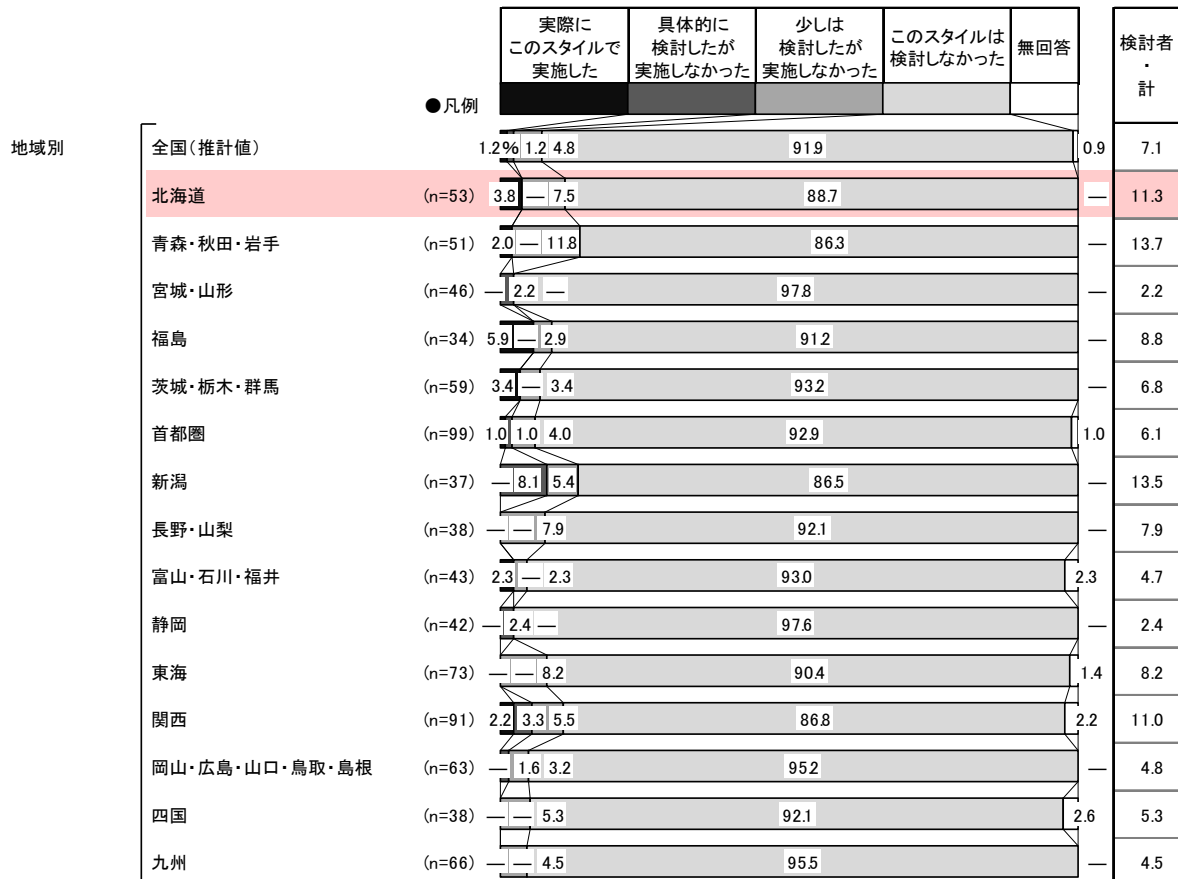 実際に
このスタイルで
実施した
具体的に
検討したが
実施しなかった
少しは
検討したが
実施しなかった
このスタイルは
検討しなかった
無回答
検討者
・
計
●凡例
地域別
全国(推計値) 1.2% 1.2 4.8 91.9 0.9 7.1
北海道 (n=53) 3.8 — 7.5 88.7 — 11.3
青森・秋田・岩手 (n=51) 2.0 — 11.8 86.3 — 13.7
宮城・山形 (n=46) — 2.2 — 97.8 — 2.2
福島 (n=34) 5.9 — 2.9 91.2 — 8.8
茨城・栃木・群馬 (n=59) 3.4 — 3.4 93.2 — 6.8
首都圏 (n=99) 1.0 1.0 4.0 92.9 1.0 6.1
新潟 (n=37) — 8.1 5.4 86.5 — 13.5
長野・山梨 (n=38) — — 7.9 92.1 — 7.9
富山・石川・福井 (n=43) 2.3 — 2.3 93.0 2.3 4.7
静岡 (n=42) — 2.4 — 97.6 — 2.4
東海 (n=73) — — 8.2 90.4 1.4 8.2
関西 (n=91) 2.2 3.3 5.5 86.8 2.2 11.0
岡山・広島・山口・鳥取・島根 (n=63) — 1.6 3.2 95.2 — 4.8
四国 (n=38) — — 5.3 92.1 2.6 5.3
九州 (n=66) — — 4.5 95.5 — 4.5